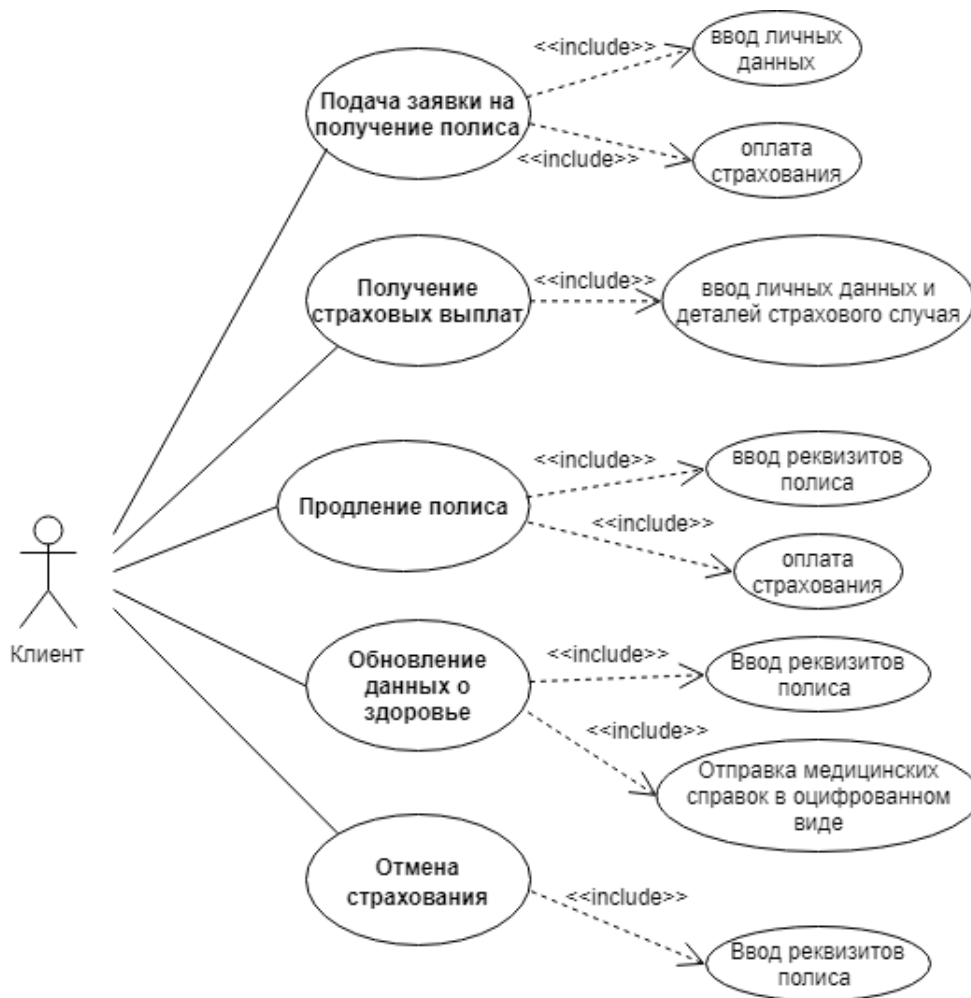 <<include>>
ввод личных
данных
Подача заявки на
получение полиса
<<include>>
оплата
страхования
Получение
страховых выплат
<<include>>
ввод личных данных и
деталей страхового случая
Продление полиса
<<include>>
ввод реквизитов
полиса
<<include>>
оплата
страхования
Клиент
Обновление
данных о
здоровье
<<include>>
Ввод реквизитов
полиса
<<include>>
Отправка медицинских
справок в оцифрованном
виде
Отмена
страхования
<<include>>
Ввод реквизитов
полиса